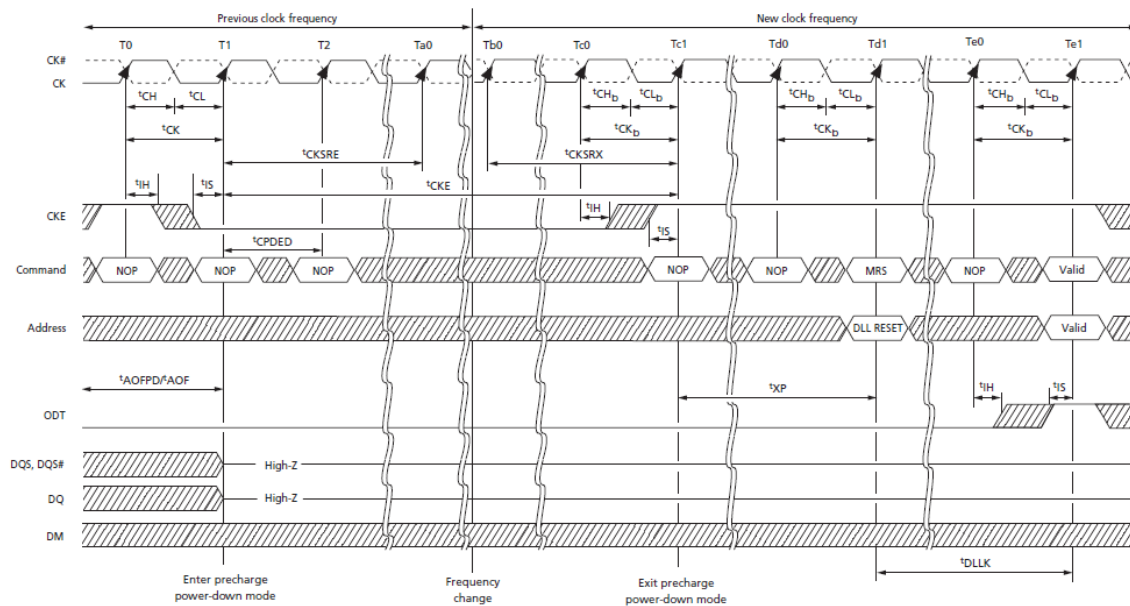 Previous clock frequency New clock frequency
T0 T1 T2 Ta0 Tb0 Tc0 Tc1 Td0 Td1 Te0 Te1
CK#
CK
tCH tCL tCHb tCLb tCHb tCLb tCHb tCLb
tCK tCKb tCKb tCKb
tCKSRE tCKSRX
tCKE
tIH tIS
CKE
tIH
tIS
tCPDED
Command NOP NOP NOP NOP NOP MRS NOP Valid
Address DLL RESET Valid
tAOFPD/tAOF tXP
tIH tIS
ODT
DQS, DQS# High-Z
DQ High-Z
DM
tDLLK
Enter precharge
power-down mode
Frequency
change
Exit precharge
power-down mode